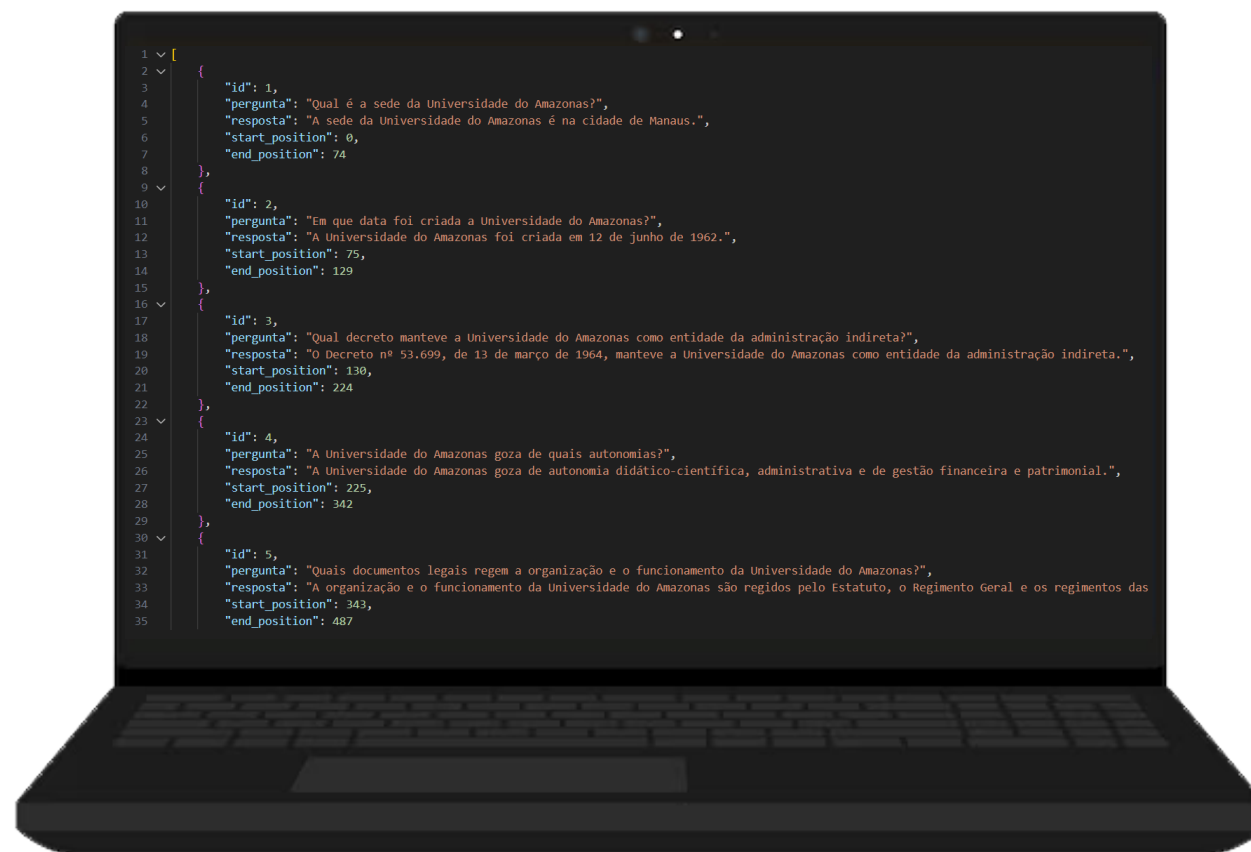 1 [
2 {
3 "id": 1,
4 "pergunta": "Qual é a sede da Universidade do Amazonas?",
5 "resposta": "A sede da Universidade do Amazonas é na cidade de Manaus.",
6 "start_position": 0,
7 "end_position": 74
8 },
9 {
10 "id": 2,
11 "pergunta": "Em que data foi criada a Universidade do Amazonas?",
12 "resposta": "A Universidade do Amazonas foi criada em 12 de junho de 1962.",
13 "start_position": 75,
14 "end_position": 129
15 },
16 {
17 "id": 3,
18 "pergunta": "Qual decreto manteve a Universidade do Amazonas como entidade da administração indireta?",
19 "resposta": "O Decreto nº 53.699, de 13 de março de 1964, manteve a Universidade do Amazonas como entidade da administração indireta.",
20 "start_position": 130,
21 "end_position": 224
22 },
23 {
24 "id": 4,
25 "pergunta": "A Universidade do Amazonas goza de quais autonomias?",
26 "resposta": "A Universidade do Amazonas goza de autonomia didático-científica, administrativa e de gestão financeira e patrimonial.",
27 "start_position": 225,
28 "end_position": 342
29 },
30 {
31 "id": 5,
32 "pergunta": "Quais documentos legais regem a organização e o funcionamento da Universidade do Amazonas?",
33 "resposta": "A organização e o funcionamento da Universidade do Amazonas são regidos pelo Estatuto, o Regimento Geral e os regimentos das
34 "start_position": 343,
35 "end_position": 487